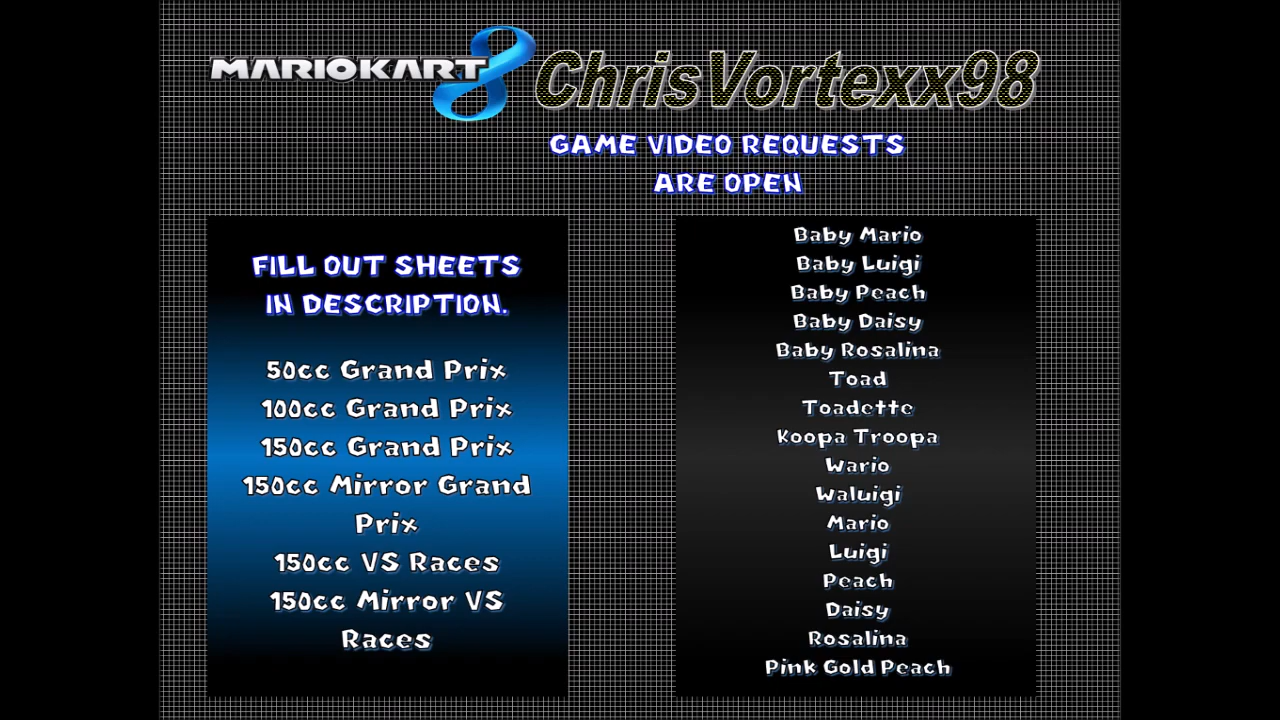 MARIOKART 8 ChrisVortexx98
GAME VIDEO REQUESTS
ARE OPEN
FILL OUT SHEETS
IN DESCRIPTION.
50cc Grand Prix
100cc Grand Prix
150cc Grand Prix
150cc Mirror Grand
Prix
150cc VS Races
150cc Mirror VS
Races
Baby Mario
Baby Luigi
Baby Peach
Baby Daisy
Baby Rosalina
Toad
Toadette
Koopa Troopa
Wario
Waluigi
Mario
Luigi
Peach
Daisy
Rosalina
Pink Gold Peach